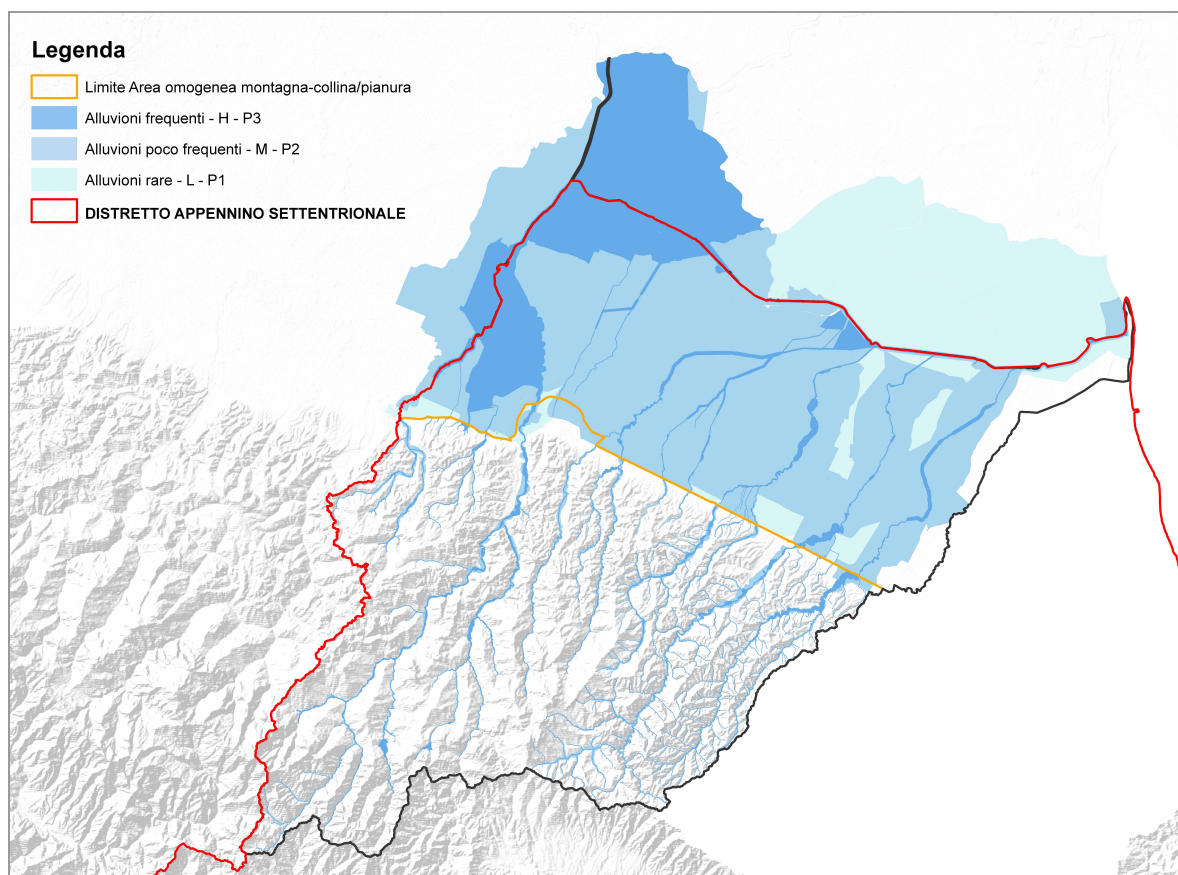 Legenda
Limite Area omogenea montagna-collina/pianura
Alluvioni frequenti - H - P3
Alluvioni poco frequenti - M - P2
Alluvioni rare - L - P1
DISTRETTO APPENNINO SETTENTRIONALE